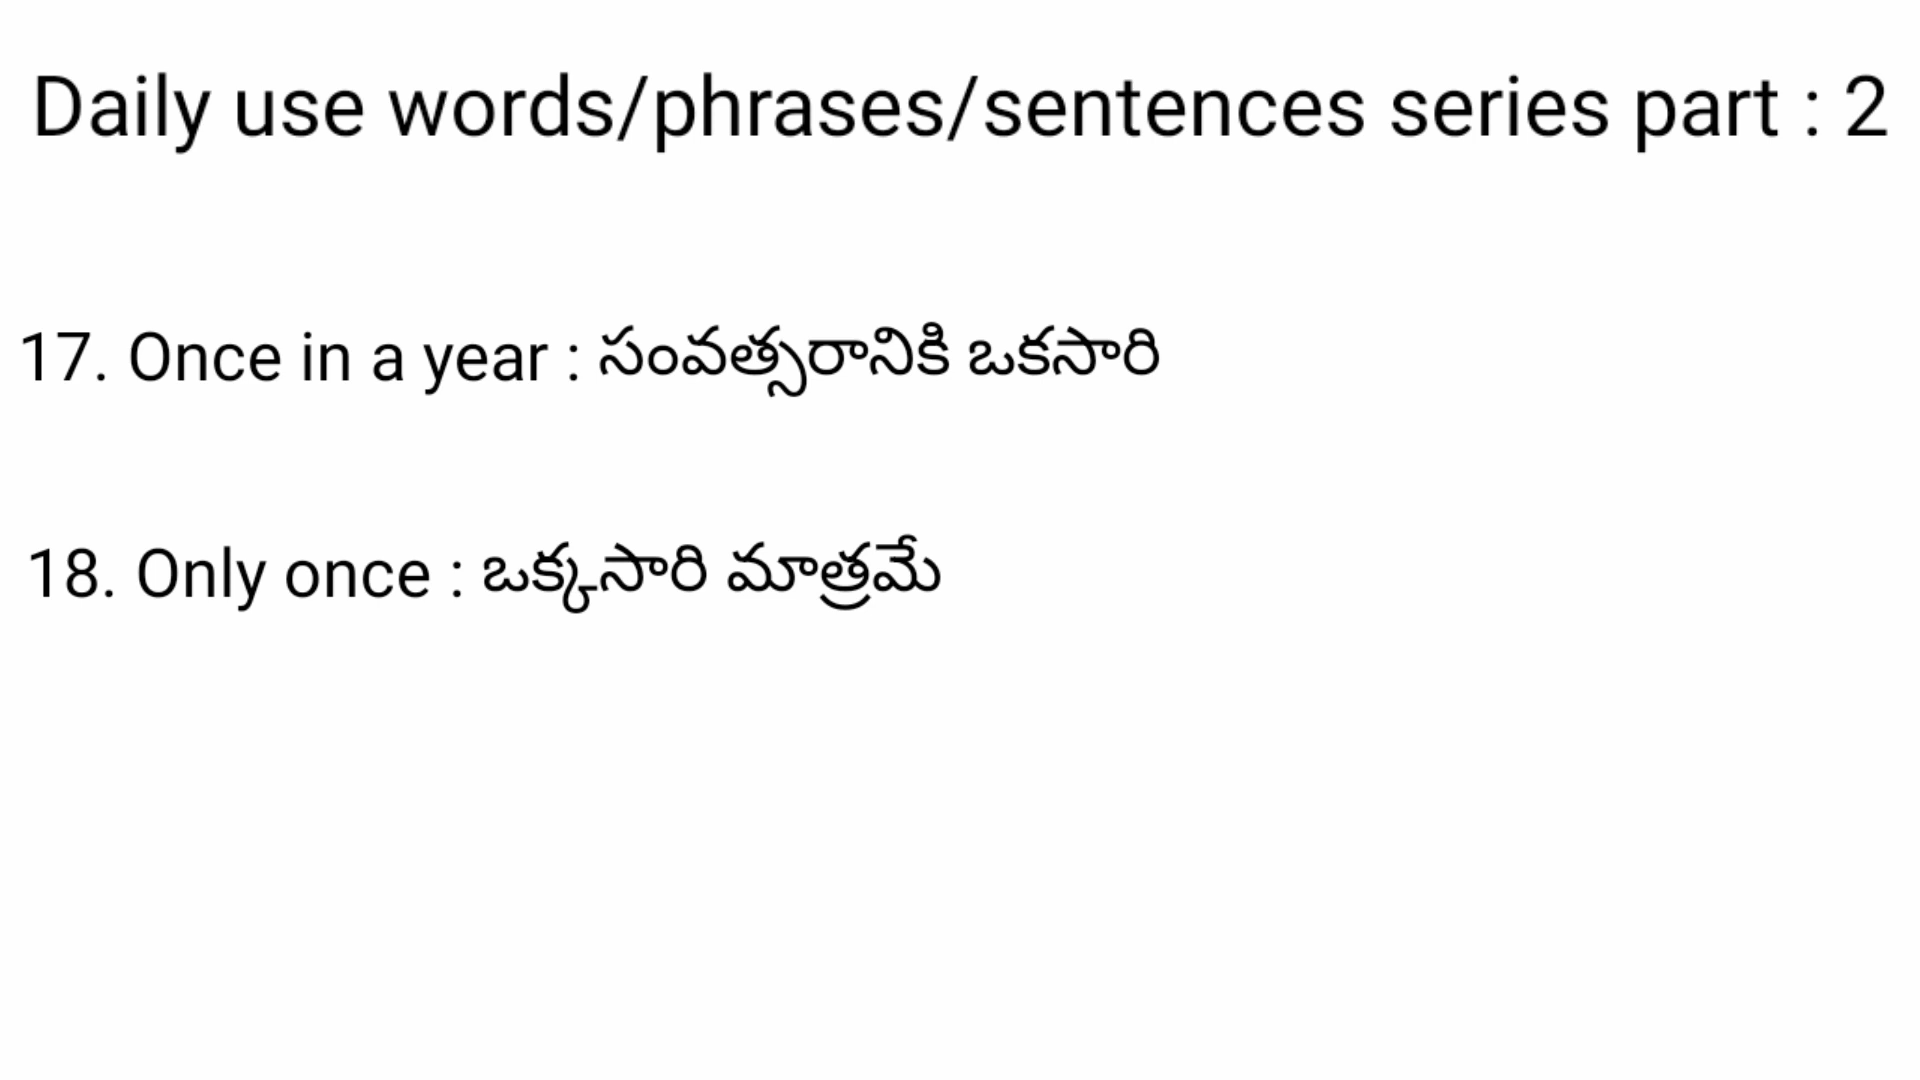 Daily use words/phrases/sentences series part : 2
17. Once in a year : సంవత్సరానికి ఒకసారి
18. Only once : ఒక్కసారి మాత్రమే